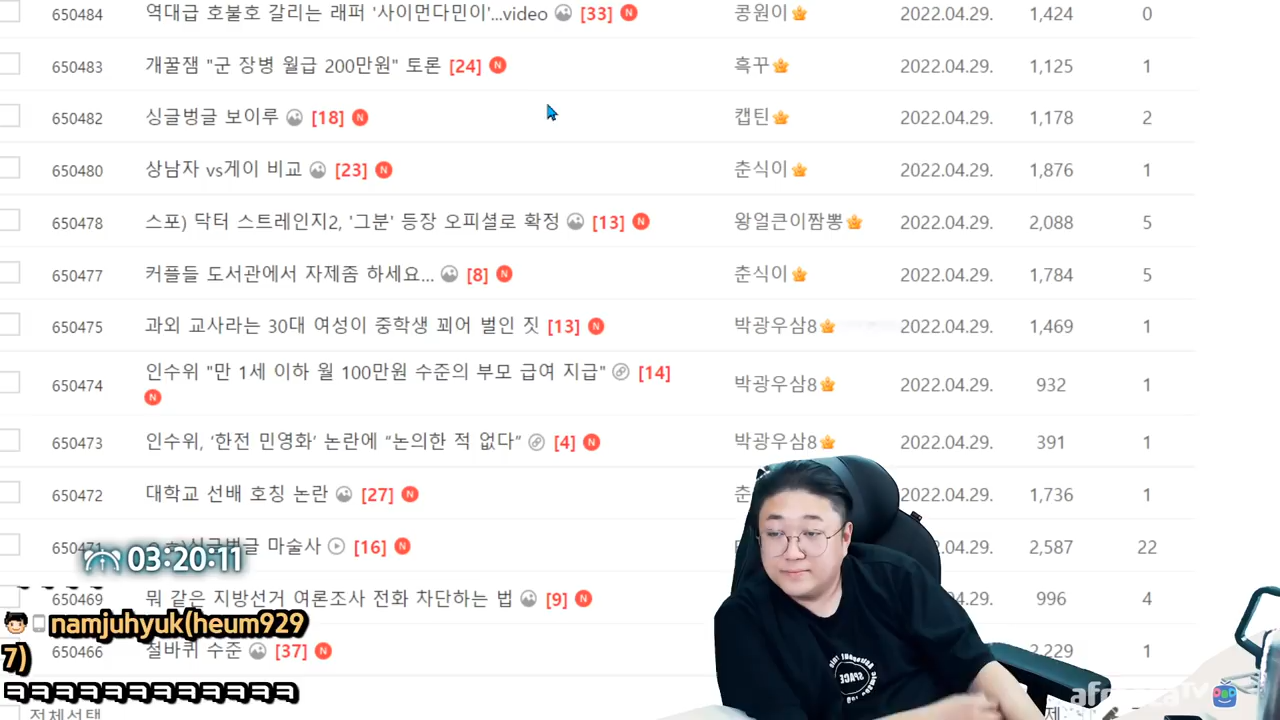 650484 역대급 호불호 갈리는 래퍼 '사이먼다민이'...video [33] N 콩원이 2022.04.29. 1,424 0
650483 개꿀잼 "군 장병 월급 200만원" 토론 [24] N 흑꾸 2022.04.29. 1,125 1
650482 싱글벙글 보이루 [18] N 캡틴 2022.04.29. 1,178 2
650480 상남자 vs게이 비교 [23] N 춘식이 2022.04.29. 1,876 1
650478 스포) 닥터 스트레인지2, '그분' 등장 오피셜로 확정 [13] N 왕얼큰이짬뽕 2022.04.29. 2,088 5
650477 커플들 도서관에서 자제좀 하세요... [8] N 춘식이 2022.04.29. 1,784 5
650475 과외 교사라는 30대 여성이 중학생 꾀어 벌인 짓 [13] N 박광우삼8 2022.04.29. 1,469 1
650474 인수위 "만 1세 이하 월 100만원 수준의 부모 급여 지급" [14] 박광우삼8 2022.04.29. 932 1
N
650473 인수위, ‘한전 민영화’ 논란에 “논의한 적 없다” [4] N 박광우삼8 2022.04.29. 391 1
650472 대학교 선배 호칭 논란 [27] N 춘 2022.04.29. 1,736 1
마술사 [16] N .04.29. 2,587 22
03:20:11
650469 뭐 같은 지방선거 여론조사 전화 차단하는 법 [9] N 4.29. 996 4
namjuhyuk(heum929
7) 650466 절바퀴 수준 [37] N 2,229 1
ㅋㅋㅋㅋㅋㅋㅋㅋㅋㅋㅋㅋ
전체선택 제
SPACE